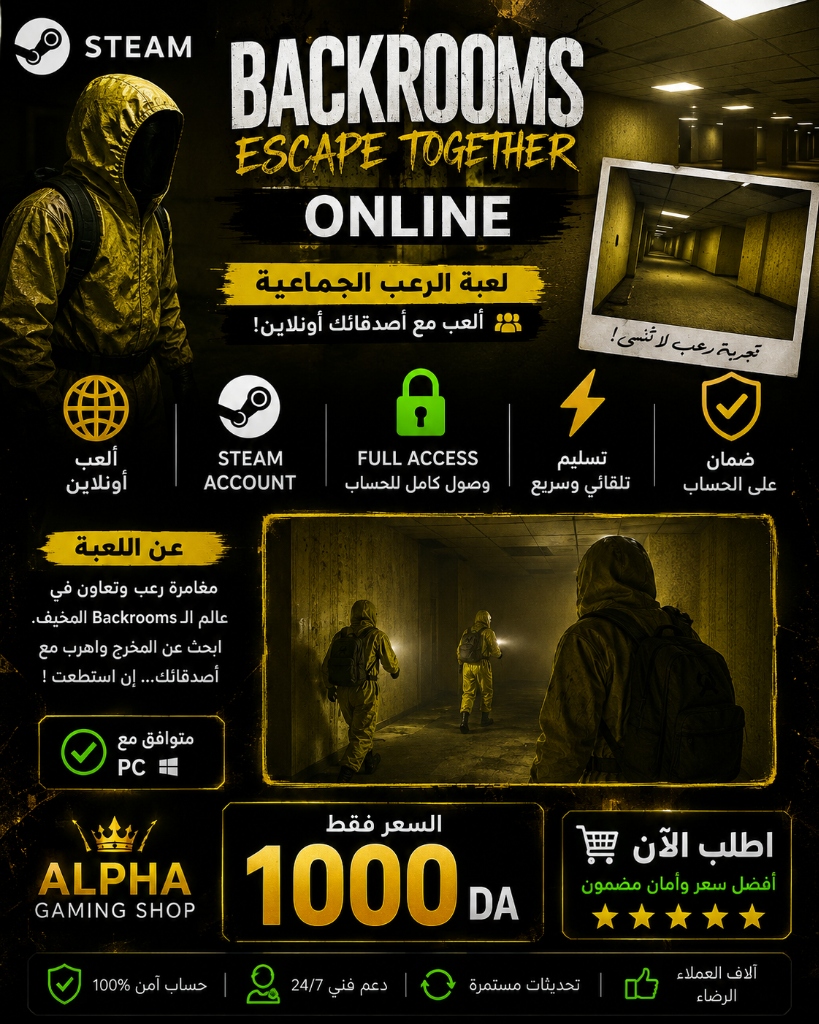 STEAM
BACKROOMS
ESCAPE TOGETHER
ONLINE
لعبة الرعب الجماعية
ألعب مع أصدقائك أونلاين!
تجربة رعب لا تنسى!
ألعب
أونلاين
STEAM
ACCOUNT
FULL ACCESS
وصول كامل للحساب
تسليم
تلقائي وسريع
ضمان
على الحساب
عن اللعبة
مغامرة رعب وتعاون في
عالم الـ Backrooms المخيف.
ابحث عن المخرج واهرب مع
أصدقائك... إن استطعت !
متوافق مع
PC
ALPHA
GAMING SHOP
السعر فقط
1000 DA
اطلب الآن
أفضل سعر وأمان مضمون
حساب آمن 100%
دعم فني 24/7
تحديثات مستمرة
آلاف العملاء
الرضاء